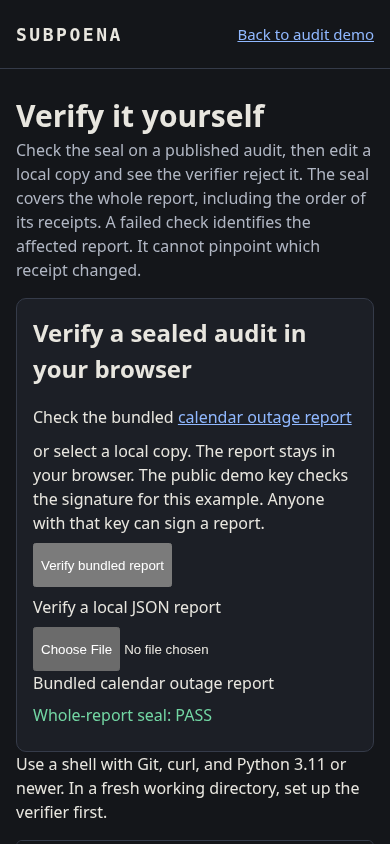 SUBPOENA Back to audit demo
Verify it yourself
Check the seal on a published audit, then edit a
local copy and see the verifier reject it. The seal
covers the whole report, including the order of
its receipts. A failed check identifies the
affected report. It cannot pinpoint which
receipt changed.
Verify a sealed audit in
your browser
Check the bundled calendar outage report
or select a local copy. The report stays in
your browser. The public demo key checks
the signature for this example. Anyone
with that key can sign a report.
Verify bundled report
Verify a local JSON report
Choose File No file chosen
Bundled calendar outage report
Whole-report seal: PASS
Use a shell with Git, curl, and Python 3.11 or
newer. In a fresh working directory, set up the
verifier first.